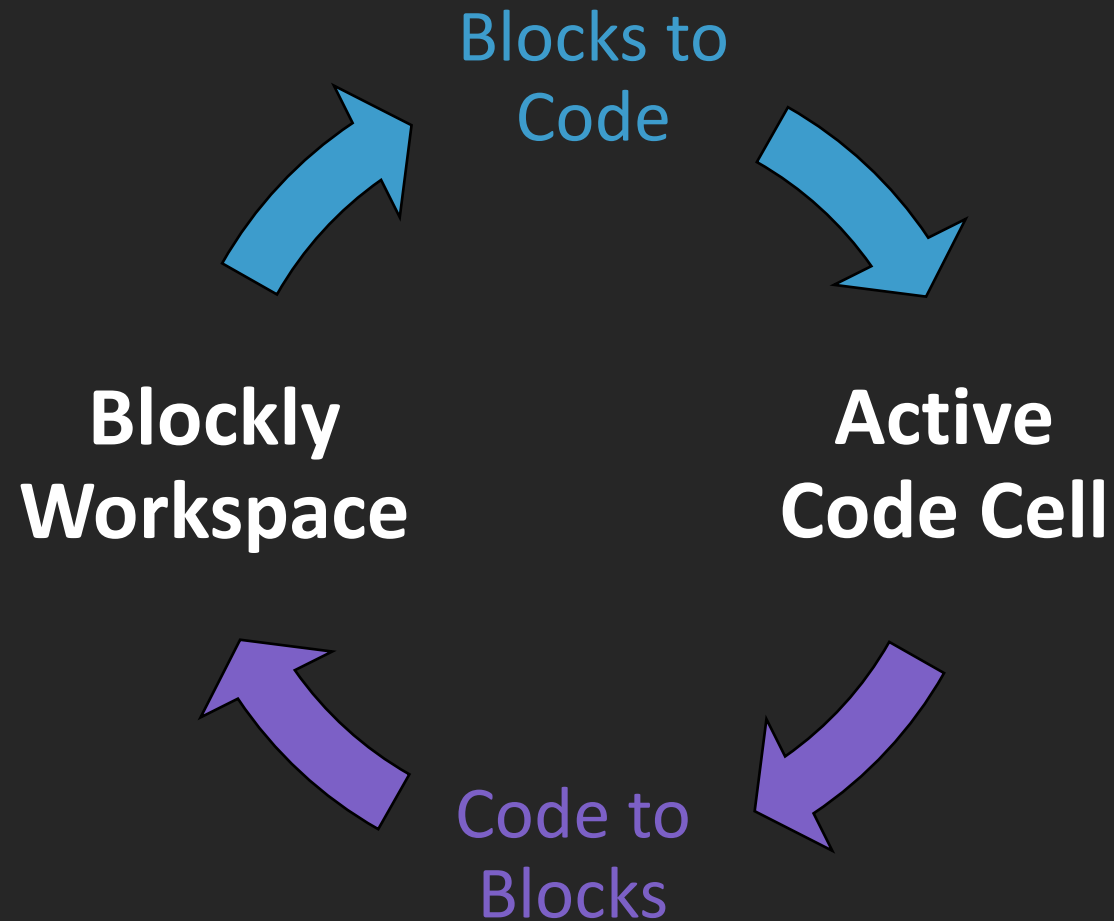 Blocks to
Code
Blockly
Workspace
Active
Code Cell
Code to
Blocks